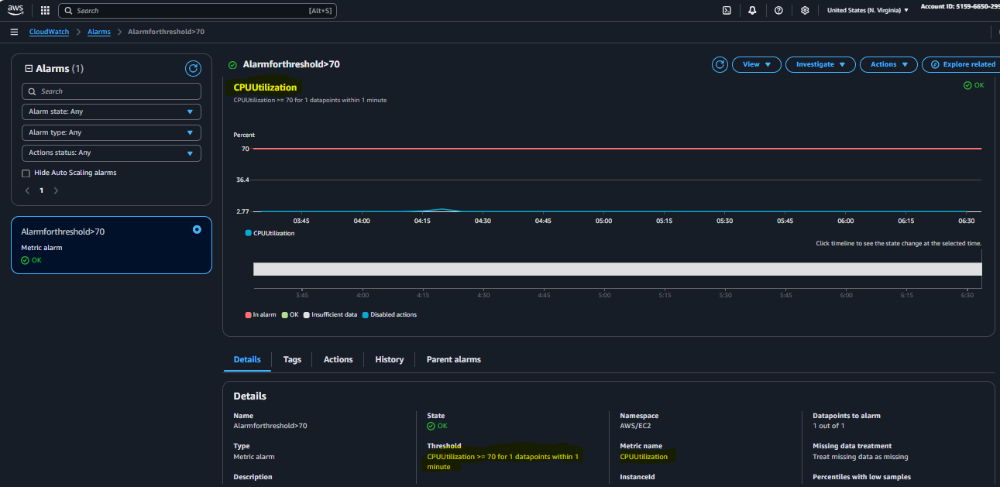 aws
Search
[Alt+S]
United States (N. Virginia)
Account ID: 5159-6650-299
CloudWatch
Alarms
Alarmforthreshold>70
Alarms (1)
Search
Alarm state: Any
Alarm type: Any
Actions status: Any
Hide Auto Scaling alarms
1
Alarmforthreshold>70
Metric alarm
OK
Alarmforthreshold>70
View
Investigate
Actions
Explore related
CPUUtilization
OK
CPUUtilization >= 70 for 1 datapoints within 1 minute
Percent
70
36.4
2.77
03:45 04:00 04:15 04:30 04:45 05:00 05:15 05:30 05:45 06:00 06:15 06:30
CPUUtilization
Click timeline to see the state change at the selected time.
3:45 4:00 4:15 4:30 4:45 5:00 5:15 5:30 5:45 6:00 6:15 6:30
In alarm OK Insufficient data Disabled actions
Details Tags Actions History Parent alarms
Details
Name
Alarmforthreshold>70
Type
Metric alarm
Description
State
OK
Threshold
CPUUtilization >= 70 for 1 datapoints within 1
minute
Namespace
AWS/EC2
Metric name
CPUUtilization
InstanceId
Datapoints to alarm
1 out of 1
Missing data treatment
Treat missing data as missing
Percentiles with low samples